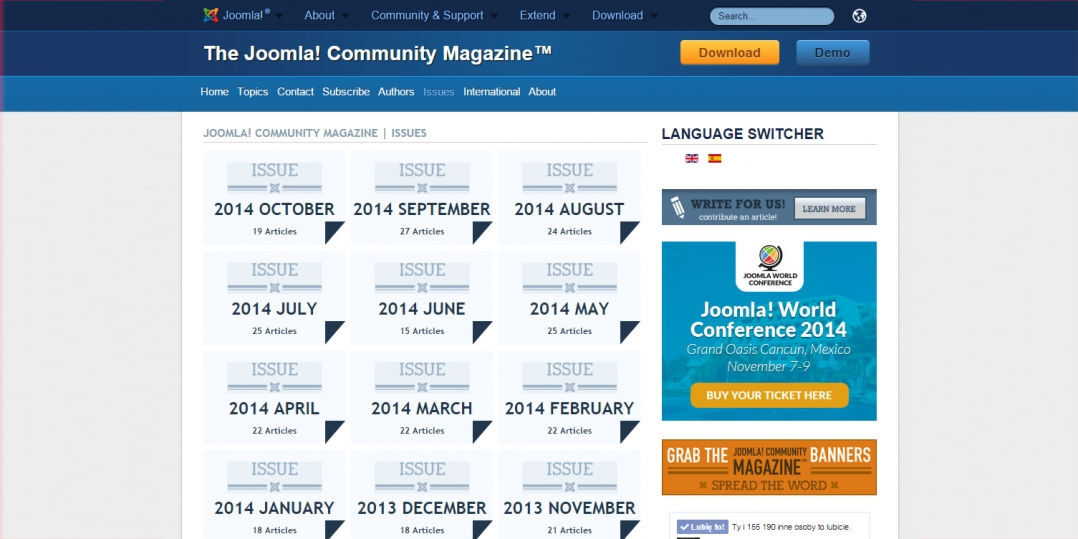 Joomla!® About Community & Support Extend Download Search...
The Joomla! Community Magazine™ Download Demo
Home Topics Contact Subscribe Authors Issues International About
JOOMLA! COMMUNITY MAGAZINE | ISSUES
ISSUE ISSUE ISSUE
2014 OCTOBER 2014 SEPTEMBER 2014 AUGUST
19 Articles 27 Articles 24 Articles
ISSUE ISSUE ISSUE
2014 JULY 2014 JUNE 2014 MAY
25 Articles 15 Articles 25 Articles
ISSUE ISSUE ISSUE
2014 APRIL 2014 MARCH 2014 FEBRUARY
22 Articles 22 Articles 22 Articles
ISSUE ISSUE ISSUE
2014 JANUARY 2013 DECEMBER 2013 NOVEMBER
18 Articles 18 Articles 21 Articles
LANGUAGE SWITCHER
WRITE FOR US! LEARN MORE
contribute an article!
JOOMLA WORLD
CONFERENCE
Joomla! World
Conference 2014
Grand Oasis Cancun, Mexico
November 7-9
BUY YOUR TICKET HERE
GRAB THE JOOMLA! COMMUNITY MAGAZINE™ BANNERS
SPREAD THE WORD
Lubię to! Ty i 155 190 inne osoby to lubicie.